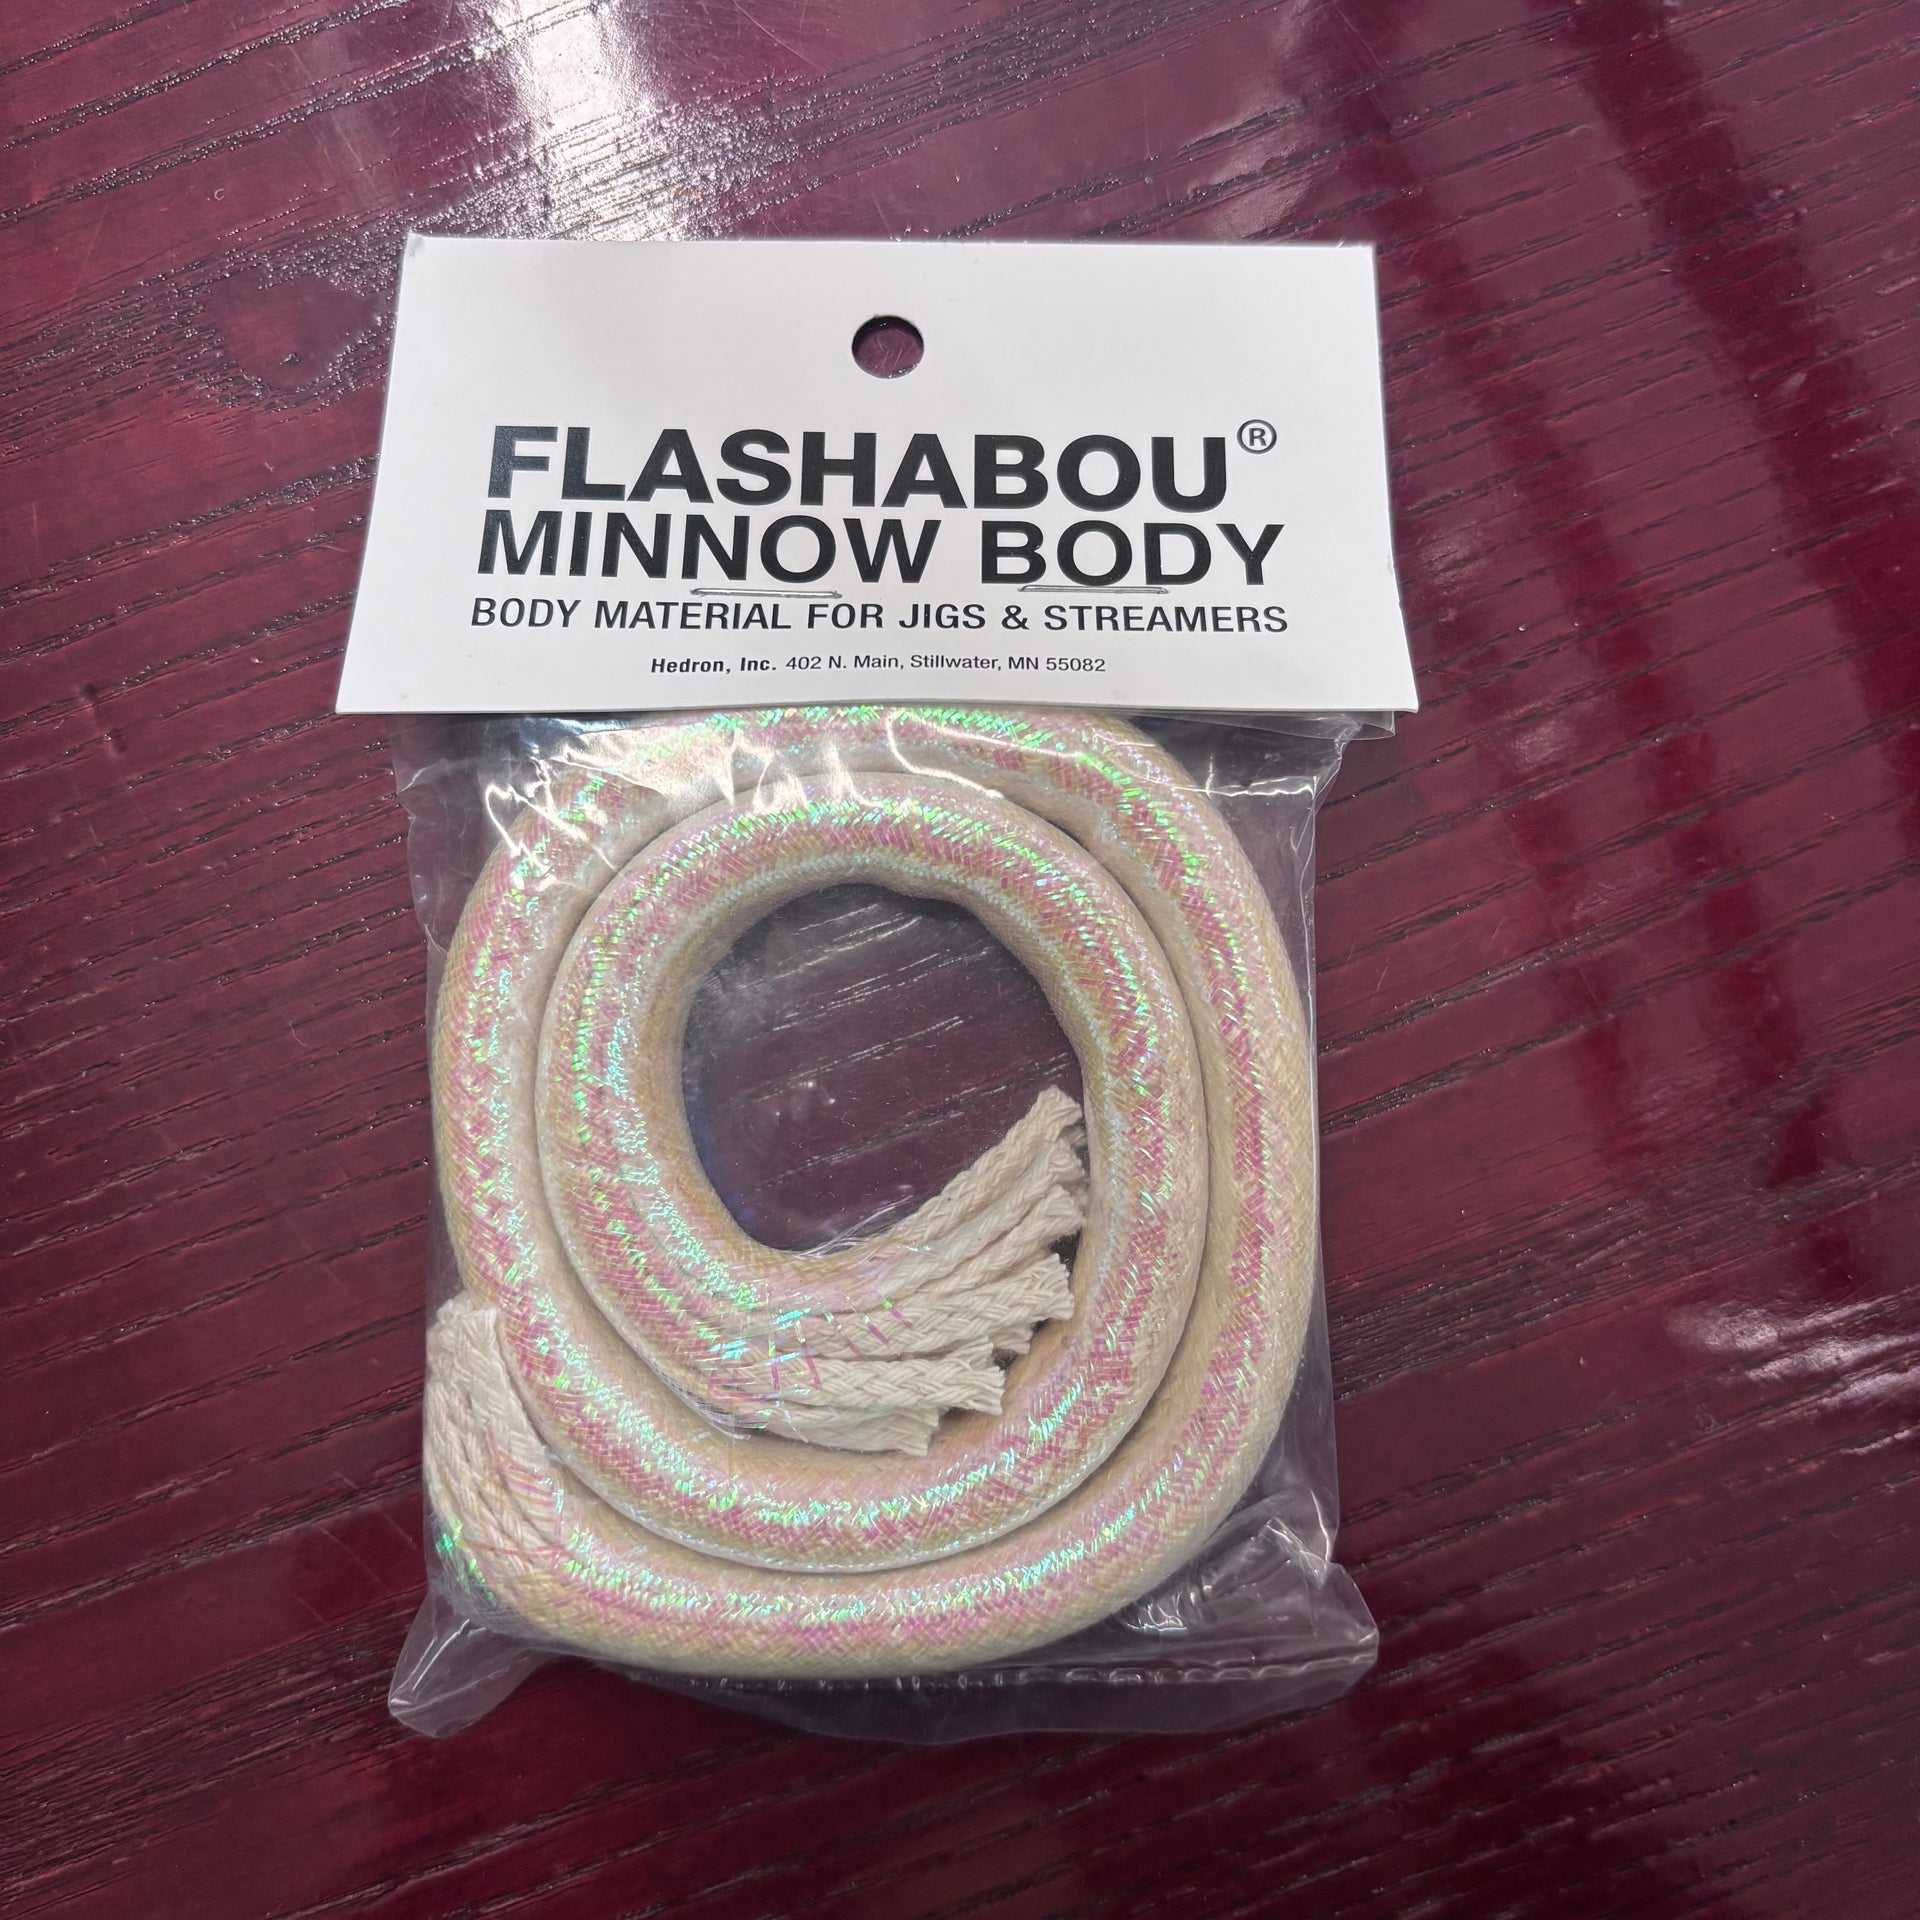 FLASHABOU®
MINNOW BODY
BODY MATERIAL FOR JIGS & STREAMERS
Hedron, Inc. 402 N. Main, Stillwater, MN 55082